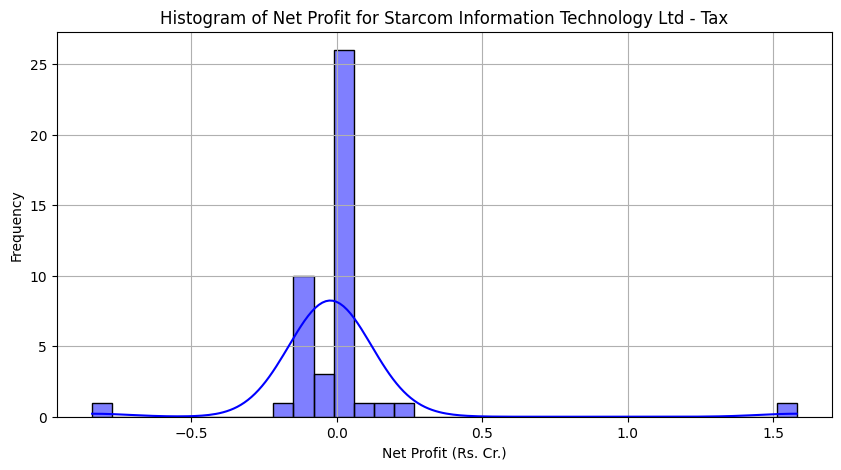 Histogram of Net Profit for Starcom Information Technology Ltd - Tax
25
20
15
10
5
0
Frequency
−0.5 0.0 0.5 1.0 1.5
Net Profit (Rs. Cr.)